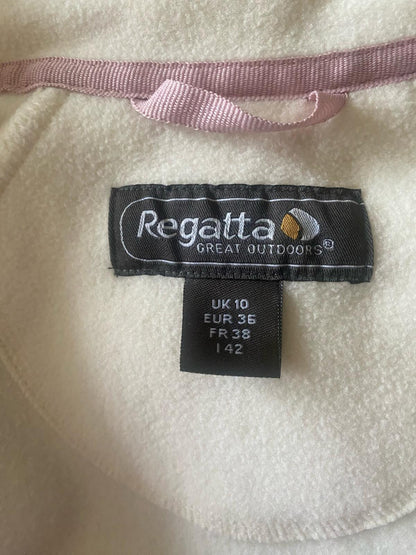 Regatta
GREAT OUTDOORS®
UK 10
EUR 36
FR 38
I 42